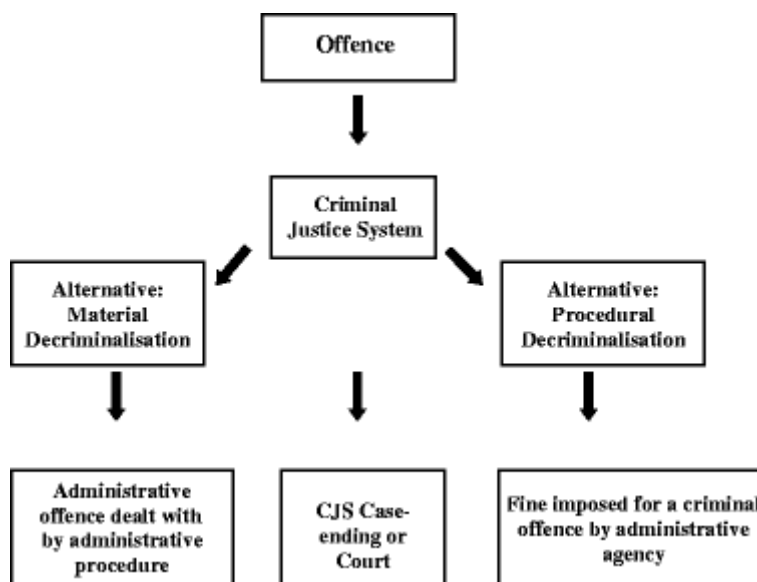 Offence
Criminal
Justice System
Alternative:
Material
Decriminalisation
Alternative:
Procedural
Decriminalisation
Administrative
offence dealt with
by administrative
procedure
CJS Case-
ending or
Court
Fine imposed for a criminal
offence by administrative
agency